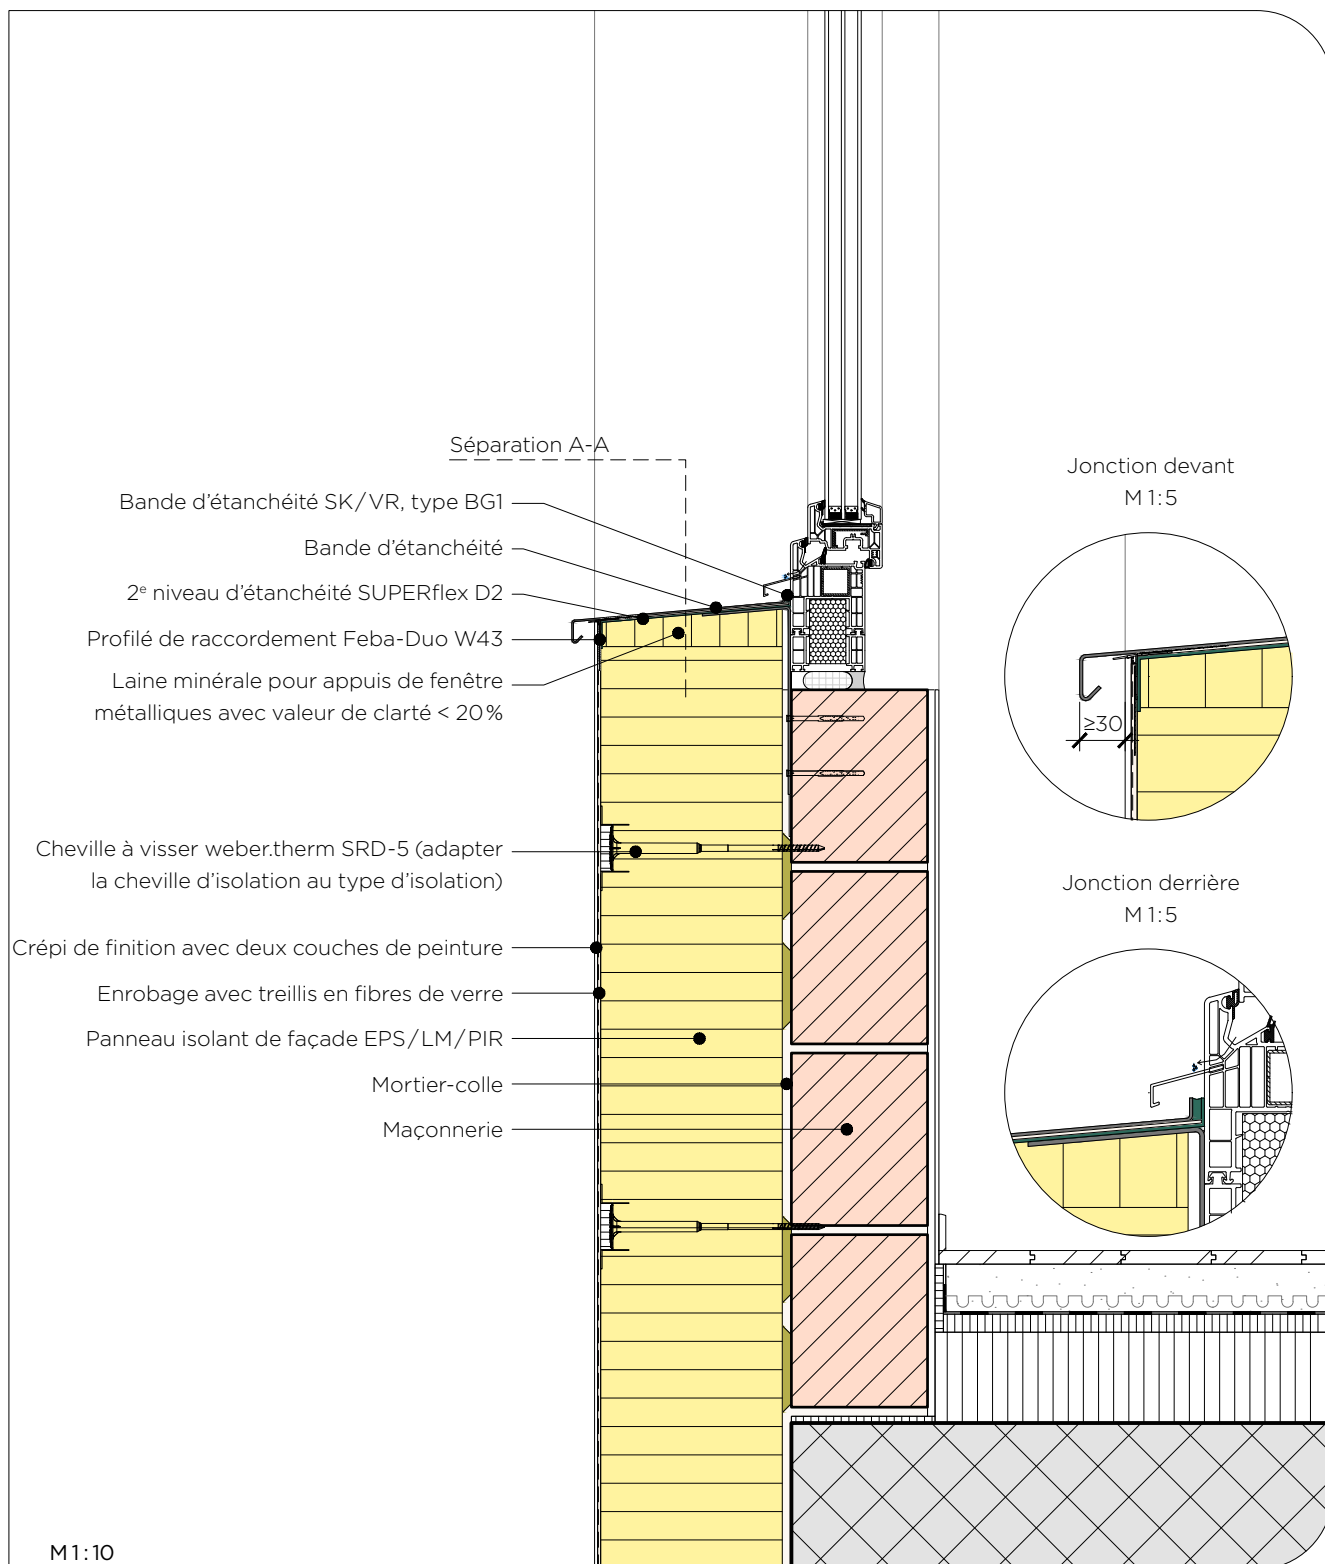 Séparation A-A
Bande d'étanchéité SK/VR, type BG1
Bande d'étanchéité
2e niveau d'étanchéité SUPERflex D2
Profilé de raccordement Feba-Duo W43
Laine minérale pour appuis de fenêtre
métalliques avec valeur de clarté < 20%
Cheville à visser weber.therm SRD-5 (adapter
la cheville d'isolation au type d'isolation)
Crépi de finition avec deux couches de peinture
Enrobage avec treillis en fibres de verre
Panneau isolant de façade EPS/LM/PIR
Mortier-colle
Maçonnerie
Jonction devant
M 1:5
≥30
Jonction derrière
M 1:5
M 1:10